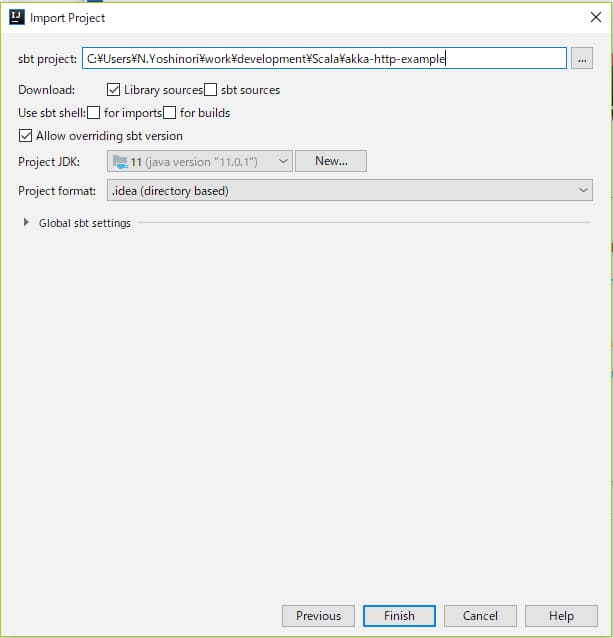 IJ Import Project
sbt project: C:¥Users¥N.Yoshinori¥work¥development¥Scala¥akka-http-example ...
Download: Library sources sbt sources
Use sbt shell: for imports for builds
Allow overriding sbt version
Project JDK: 11 (java version "11.0.1") New...
Project format: .idea (directory based)
Global sbt settings
Previous Finish Cancel Help